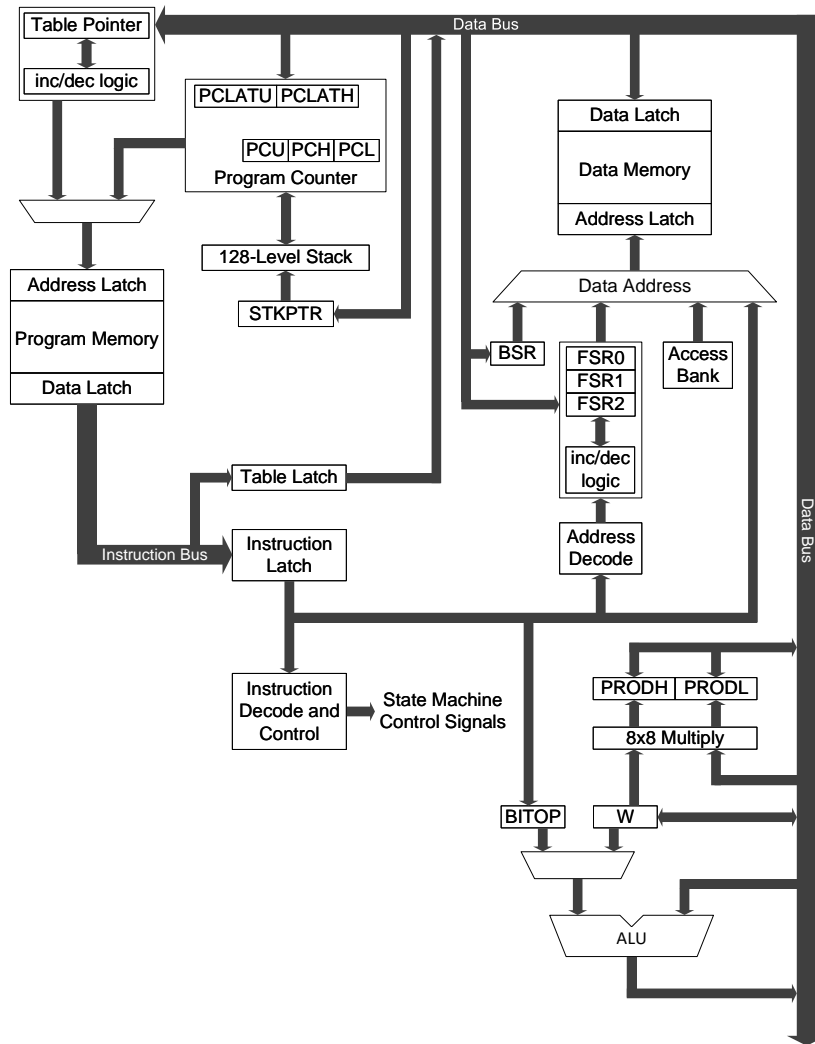 Table Pointer
inc/dec logic
Data Bus
PCLATU
PCLATH
PCU
PCH
PCL
Program Counter
128-Level Stack
STKPTR
Address Latch
Program Memory
Data Latch
Instruction Bus
Table Latch
Instruction
Latch
Instruction
Decode and
Control
State Machine
Control Signals
Data Latch
Data Memory
Address Latch
Data Address
BSR
FSR0
FSR1
FSR2
inc/dec
logic
Access
Bank
Address
Decode
Data Bus
PRODH
PRODL
8x8 Multiply
BITOP
W
ALU